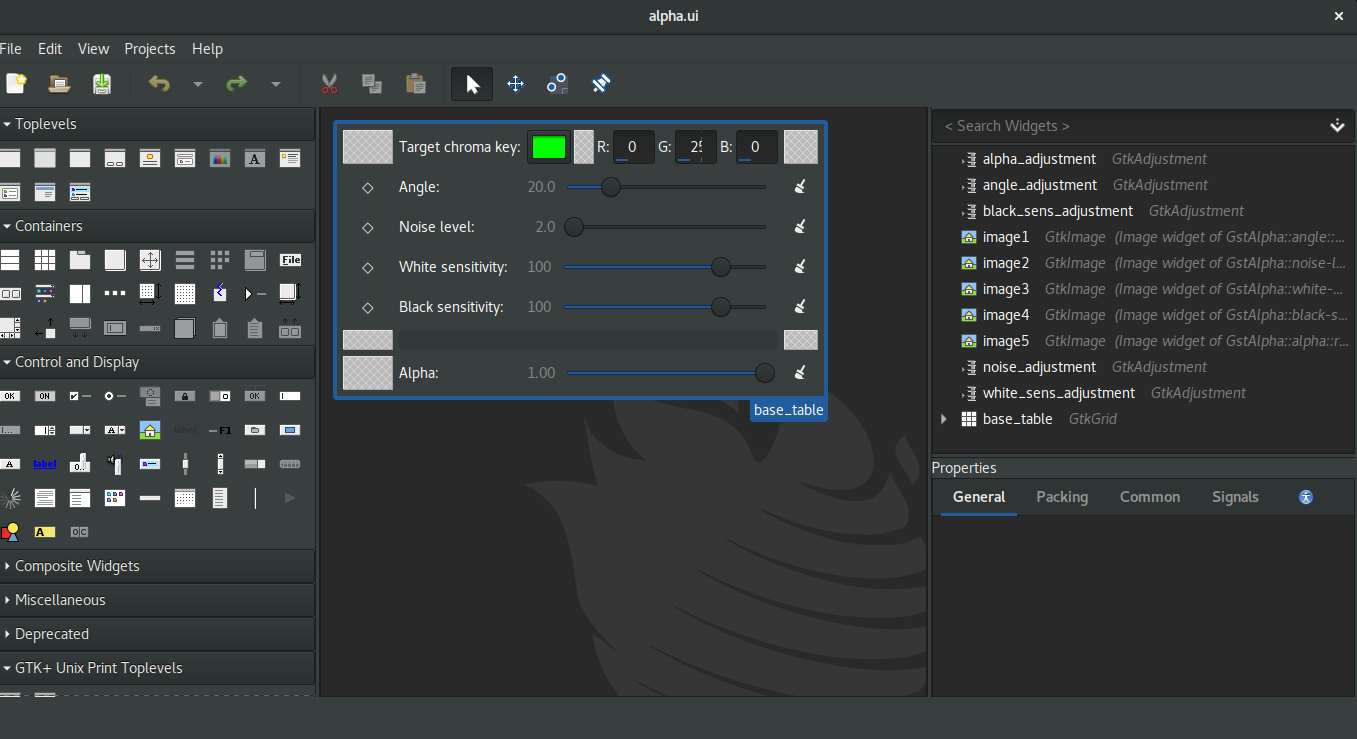 alpha.ui
File Edit View Projects Help
Toplevels
A
Containers
File
Control and Display
OK ON OK
A label F1
A label 0.
A OC
Composite Widgets
Miscellaneous
Deprecated
GTK+ Unix Print Toplevels
Target chroma key: R: 0 G: B: 0
Angle: 20.0
Noise level: 2.0
White sensitivity: 100
Black sensitivity: 100
Alpha: 1.00
base_table
< Search Widgets >
alpha_adjustment GtkAdjustment
angle_adjustment GtkAdjustment
black_sens_adjustment GtkAdjustment
image1 GtkImage (Image widget of GstAlpha::angle::...
image2 GtkImage (Image widget of GstAlpha::noise-l...
image3 GtkImage (Image widget of GstAlpha::white-...
image4 GtkImage (Image widget of GstAlpha::black-s...
image5 GtkImage (Image widget of GstAlpha::alpha::r...
noise_adjustment GtkAdjustment
white_sens_adjustment GtkAdjustment
base_table GtkGrid
Properties
General Packing Common Signals